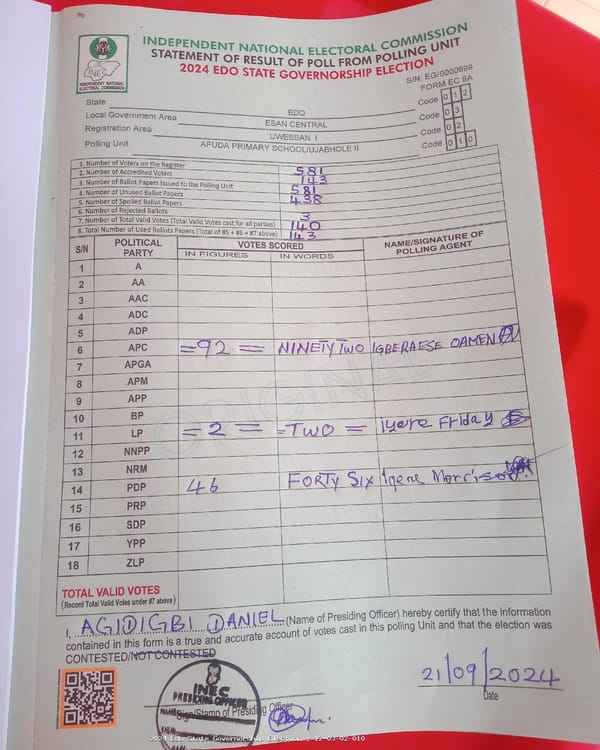 INDEPENDENT NATIONAL ELECTORAL COMMISSION
STATEMENT OF RESULT OF POLL FROM POLLING UNIT
2024 EDO STATE GOVERNORSHIP ELECTION
INEC
INDEPENDENT NATIONAL ELECTORAL COMMISSION
S/N: EG/0000699
FORM EC 8A
State EDO Code 0 1 2
Local Government Area ESAN CENTRAL Code 0 3
Registration Area UWESSAN I Code 0 2
Polling Unit AFUDA PRIMARY SCHOOL/UJABHOLE II Code 0 1 0
1. Number of Voters on the Register 581
2. Number of Accredited Voters 143
3. Number of Ballot Papers Issued to the Polling Unit 581
4. Number of Unused Ballot Papers 438
5. Number of Spoiled Ballot Papers
6. Number of Rejected Ballots 3
7. Number of Total Valid Votes (Total Valid Votes cast for all parties) 140
8. Total Number of Used Ballots Papers (Total of #5 + #6 + #7 above) 143
S/N POLITICAL PARTY VOTES SCORED NAME/SIGNATURE OF POLLING AGENT
IN FIGURES IN WORDS
1 A
2 AA
3 AAC
4 ADC
5 ADP
6 APC =92= NINETY TWO IGBERAESE OAMEN
7 APGA
8 APM
9 APP
10 BP
11 LP =2= =TWO= iyere Friday
12 NNPP
13 NRM
14 PDP 46 FORTY SIX
15 PRP
16 SDP
17 YPP
18 ZLP
ORIGINAL
TOTAL VALID VOTES
(Record Total Valid Votes under #7 above)
I, AGIDIGBI DANIEL (Name of Presiding Officer) hereby certify that the information
contained in this form is a true and accurate account of votes cast in this polling Unit and that the election was
CONTESTED/NOT CONTESTED
INEC
PRESIDING OFFICER
Sign/Stamp of Presiding Officer
21/09/2024
Date
2024 Edo State Governorship Election - 12-03-02-010